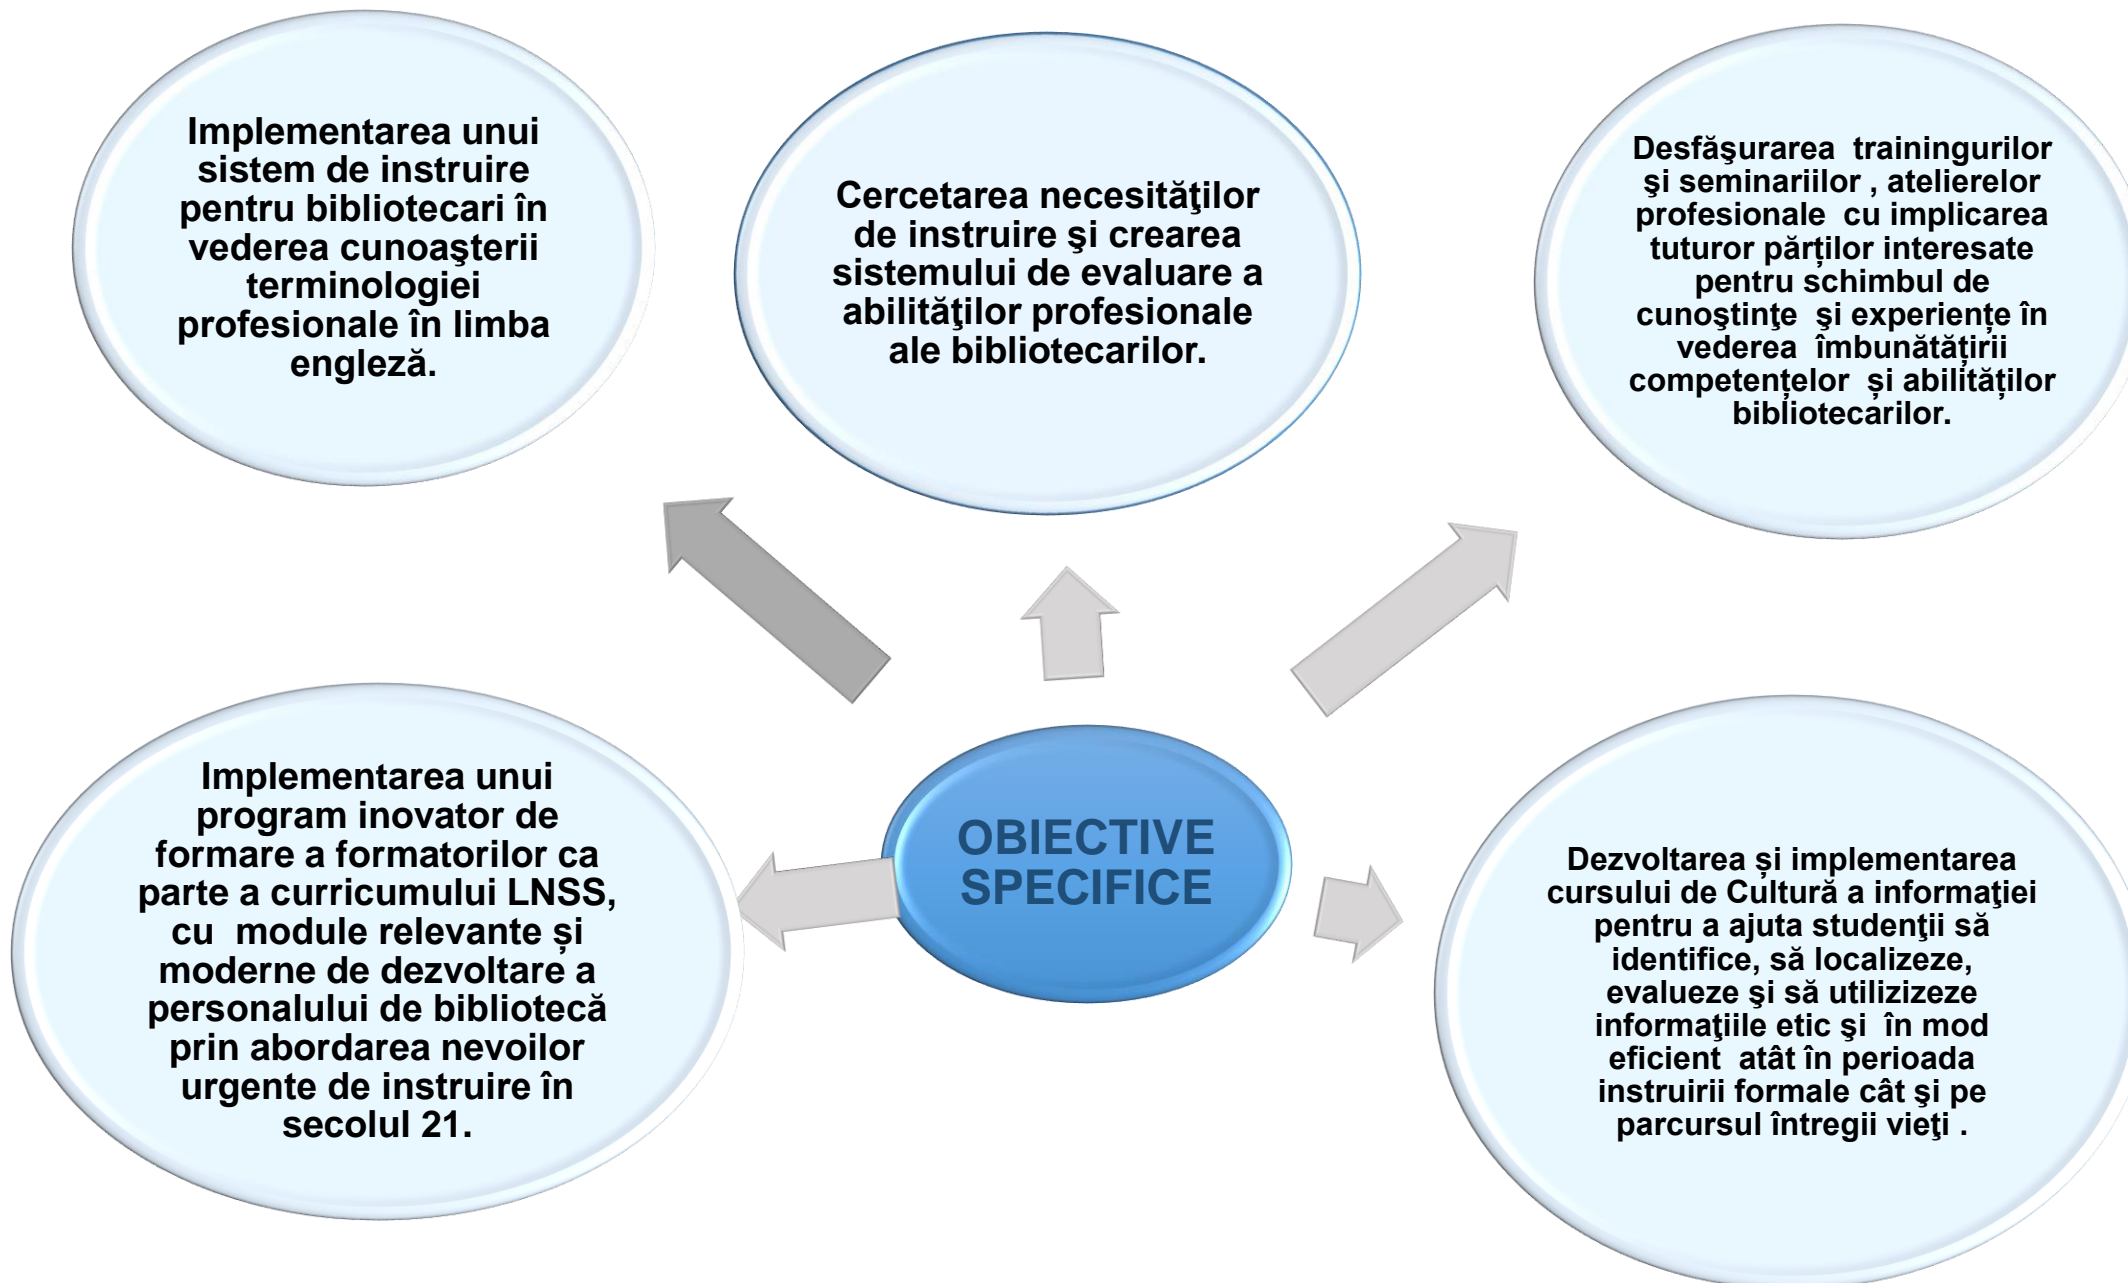 Implementarea unui
sistem de instruire
pentru bibliotecari în
vederea cunoaşterii
terminologiei
profesionale în limba
engleză.
Cercetarea necesităţilor
de instruire şi crearea
sistemului de evaluare a
abilităţilor profesionale
ale bibliotecarilor.
Desfăşurarea trainingurilor
şi seminariilor , atelierelor
profesionale cu implicarea
tuturor părților interesate
pentru schimbul de
cunoştinţe şi experiențe în
vederea îmbunătățirii
competențelor și abilităților
bibliotecarilor.
Implementarea unui
program inovator de
formare a formatorilor ca
parte a curricumului LNSS,
cu module relevante și
moderne de dezvoltare a
personalului de bibliotecă
prin abordarea nevoilor
urgente de instruire în
secolul 21.
OBIECTIVE
SPECIFICE
Dezvoltarea și implementarea
cursului de Cultură a informaţiei
pentru a ajuta studenţii să
identifice, să localizeze,
evalueze şi să utilizizeze
informaţiile etic şi în mod
eficient atât în perioada
instruirii formale cât şi pe
parcursul întregii vieţi .